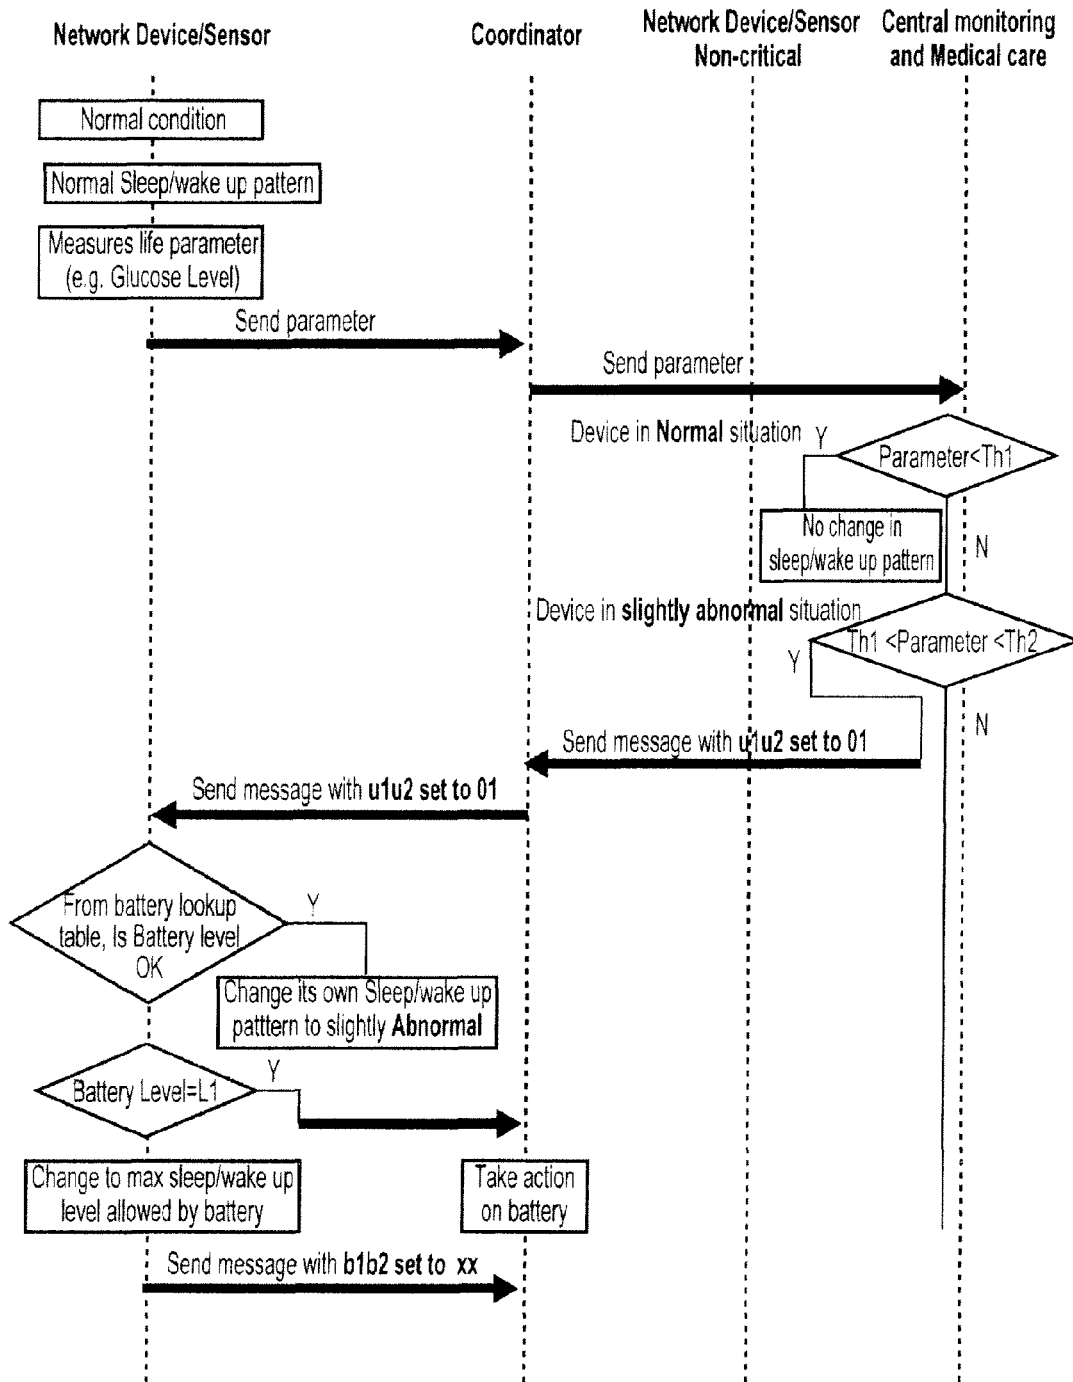 Network Device/Sensor
Coordinator
Network Device/Sensor
Non-critical
Central monitoring
and Medical care
Normal condition
Normal Sleep/wake up pattern
Measures life parameter
(e.g. Glucose Level)
Send parameter
Send parameter
Device in Normal situation
Y
Parameter<Th1
No change in
sleep/wake up pattern
N
Device in slightly abnormal situation
Th1 <Parameter <Th2
Y
N
Send message with u1u2 set to 01
Send message with u1u2 set to 01
From battery lookup
table, Is Battery level
OK
Y
Change its own Sleep/wake up
patttern to slightly Abnormal
Battery Level=L1
Y
Change to max sleep/wake up
level allowed by battery
Take action
on battery
Send message with b1b2 set to xx